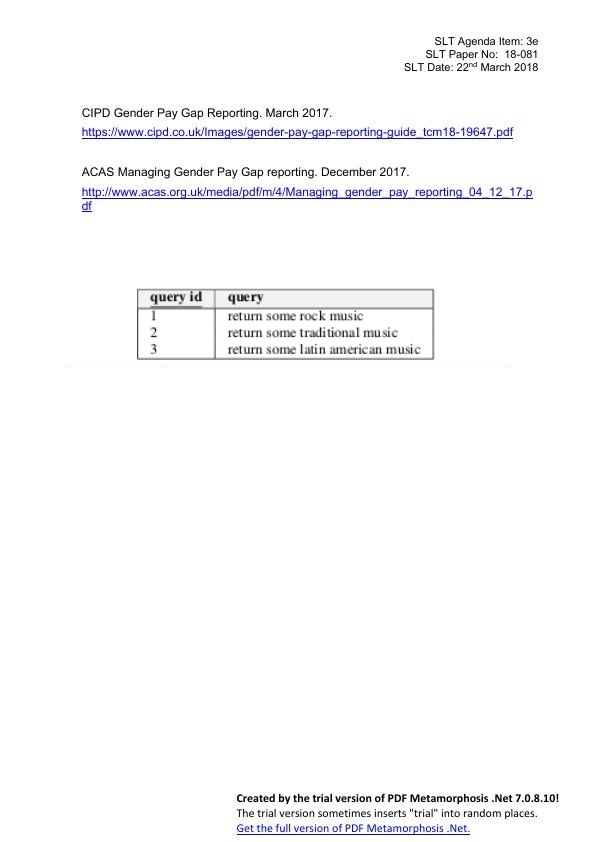 SLT Agenda Item: 3e
SLT Paper No: 18-081
SLT Date: 22nd March 2018
CIPD Gender Pay Gap Reporting. March 2017.
https://www.cipd.co.uk/Images/gender-pay-gap-reporting-guide_tcm18-19647.pdf
ACAS Managing Gender Pay Gap reporting. December 2017.
http://www.acas.org.uk/media/pdf/m/4/Managing_gender_pay_reporting_04_12_17.p
df
query id query
1 return some rock music
2 return some traditional music
3 return some latin american music
Created by the trial version of PDF Metamorphosis .Net 7.0.8.10!
The trial version sometimes inserts "trial" into random places.
Get the full version of PDF Metamorphosis .Net.